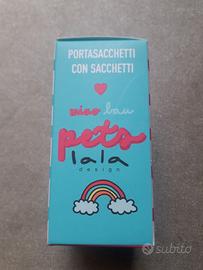 PORTASACCHETTI
CON SACCHETTI
miao bau
pets
lala
design
subito